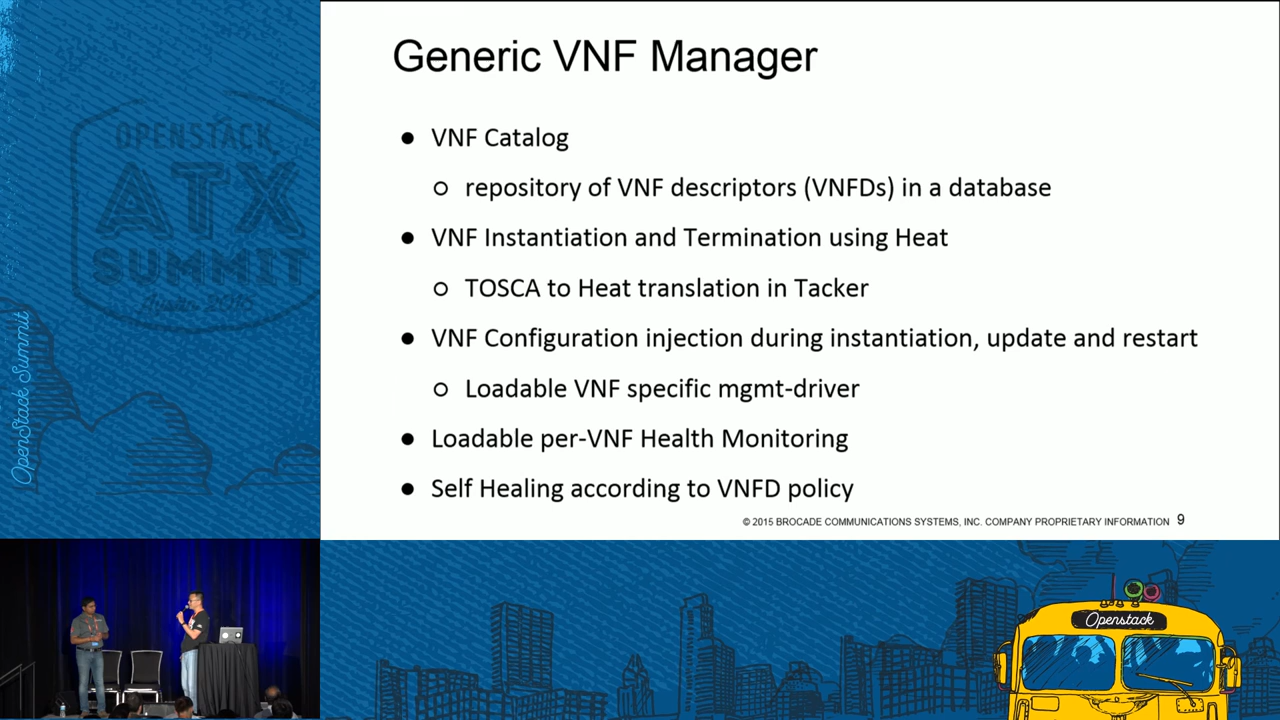 Generic VNF Manager
● VNF Catalog
○ repository of VNF descriptors (VNFDs) in a database
● VNF Instantiation and Termination using Heat
○ TOSCA to Heat translation in Tacker
● VNF Configuration injection during instantiation, update and restart
○ Loadable VNF specific mgmt-driver
● Loadable per-VNF Health Monitoring
● Self Healing according to VNFD policy
© 2015 BROCADE COMMUNICATIONS SYSTEMS, INC. COMPANY PROPRIETARY INFORMATION 9
OPENSTACK
ATX
SUMMIT
Austin 2016
OpenStack Summit
Openstack